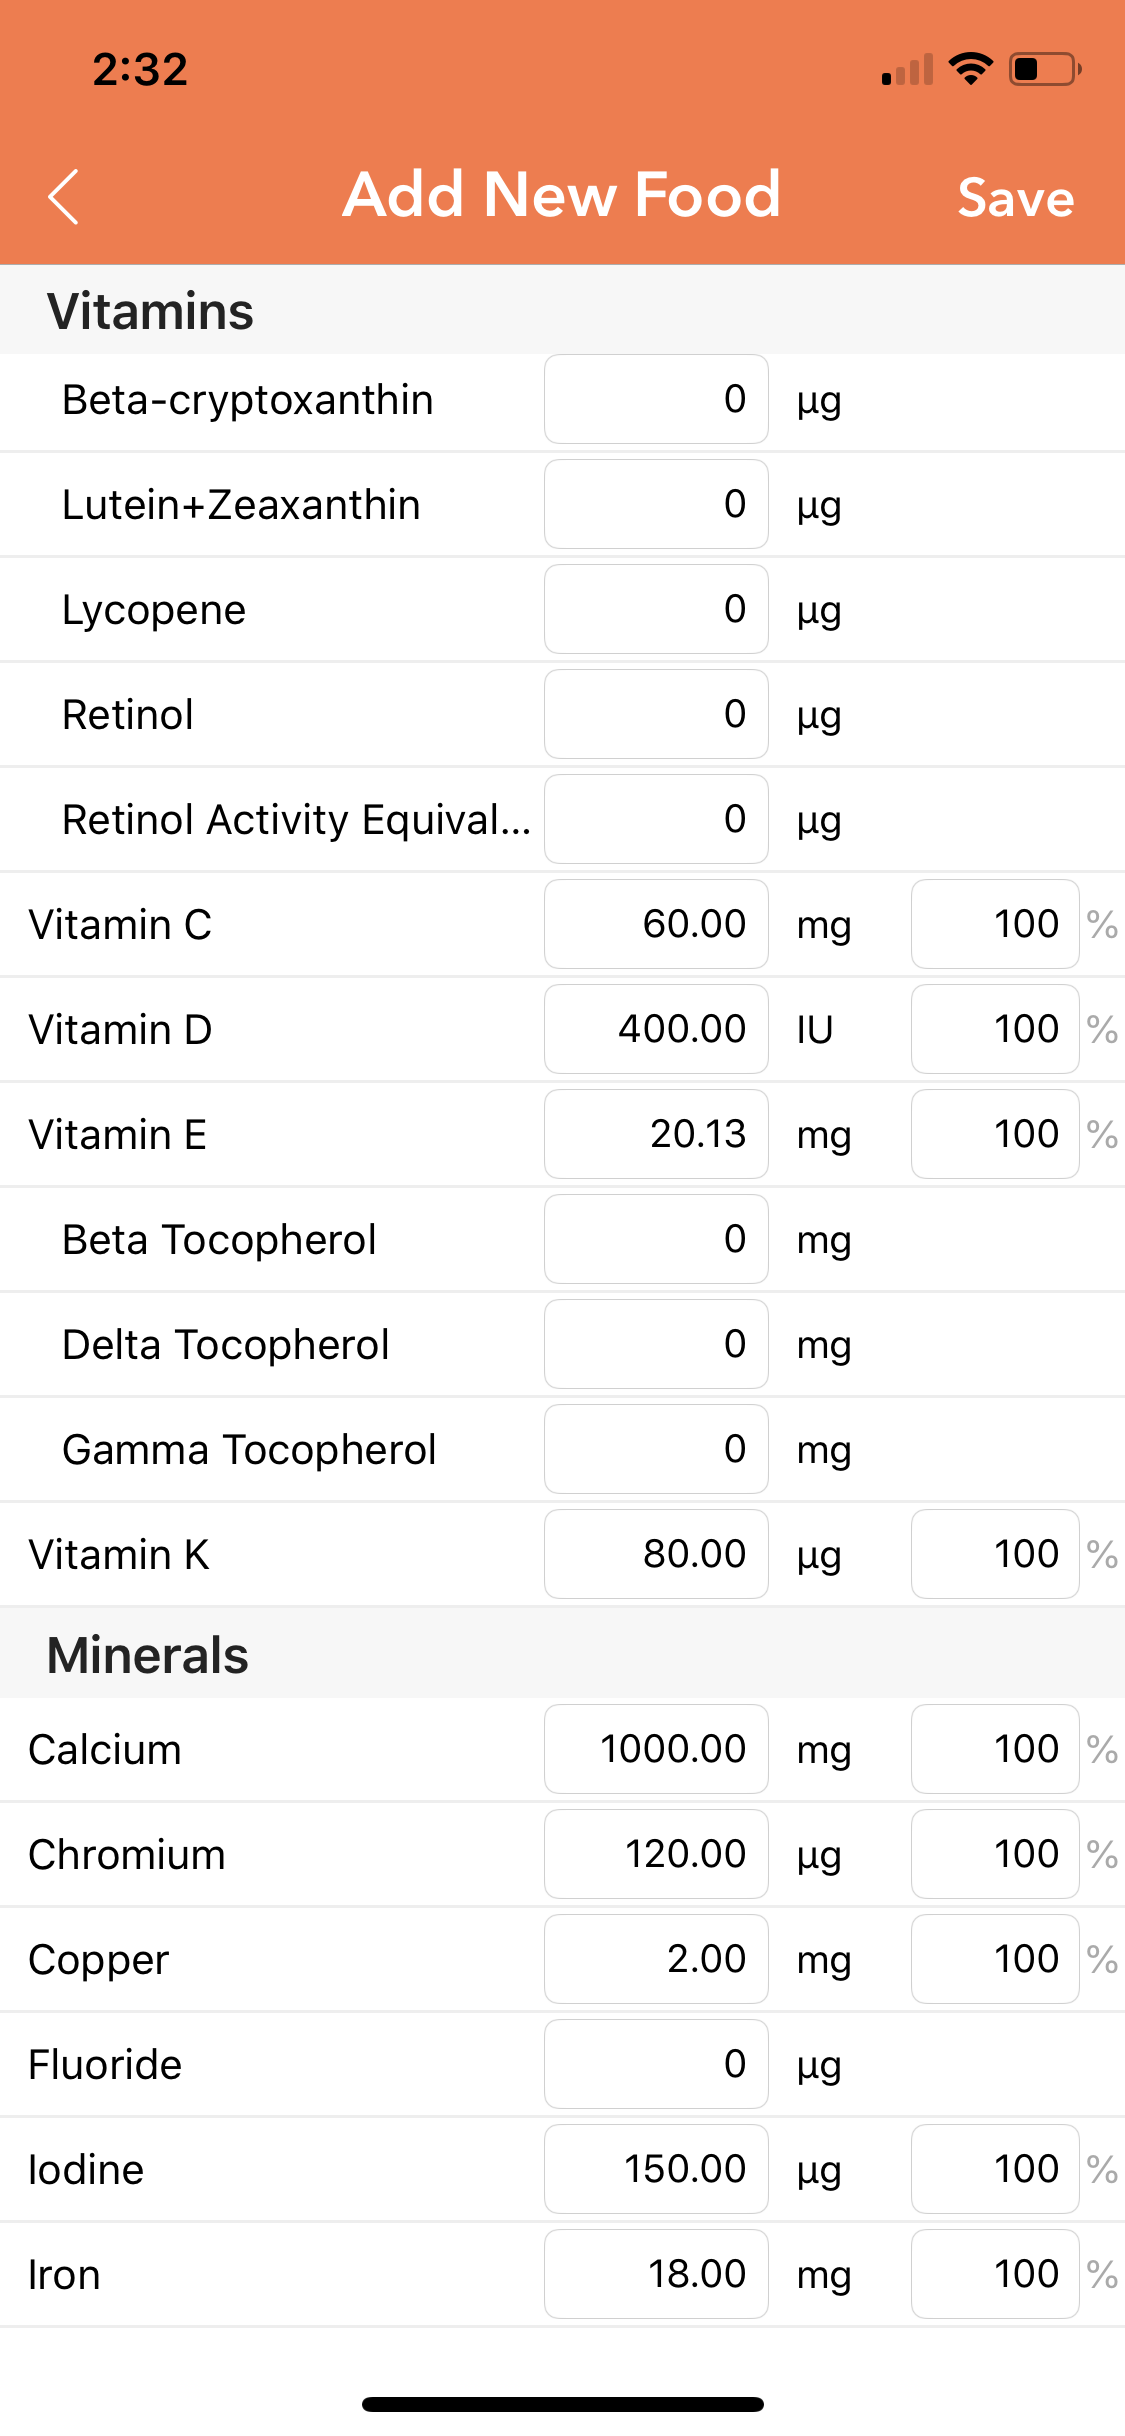 2:32
Add New Food
Save
Vitamins
Beta-cryptoxanthin 0 µg
Lutein+Zeaxanthin 0 µg
Lycopene 0 µg
Retinol 0 µg
Retinol Activity Equival... 0 µg
Vitamin C 60.00 mg 100 %
Vitamin D 400.00 IU 100 %
Vitamin E 20.13 mg 100 %
Beta Tocopherol 0 mg
Delta Tocopherol 0 mg
Gamma Tocopherol 0 mg
Vitamin K 80.00 µg 100 %
Minerals
Calcium 1000.00 mg 100 %
Chromium 120.00 µg 100 %
Copper 2.00 mg 100 %
Fluoride 0 µg
Iodine 150.00 µg 100 %
Iron 18.00 mg 100 %